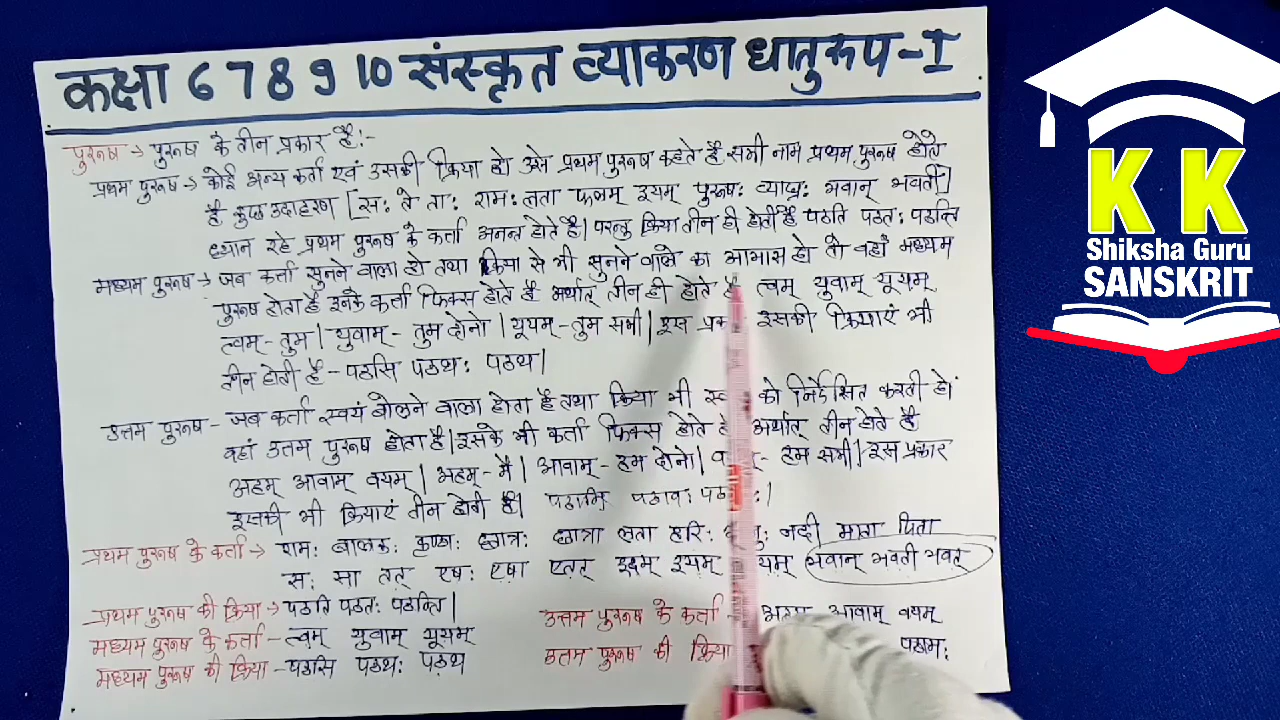 कक्षा 6 7 8 9 10 संस्कृत व्याकरण धातुरूप-I
पुरूष → पुरूष के तीन प्रकार है:-
प्रथम पुरूष → कोई अन्य कर्ता एवं उसकी क्रिया हो उसे प्रथम पुरूष कहते है सभी नाम प्रथम पुरूष होते
है कुछ उदाहरण [सः ते ताः रामः लता फलम् इयम् पुरूषः व्याघ्रः भवान् भवती]
ध्यान रहे प्रथम पुरूष के कर्ता अनन्त होते है। परन्तु क्रिया तीन ही होती है पठति पठतः पठन्ति
मध्यम पुरूष → जब कर्त्ता सुनने वाला हो तथा क्रिया से भी सुनने वाले का आभास हो तो वहाँ मध्यम
पुरूष होता है इनके कर्त्ता फिक्स होते है अर्थात् तीन ही होते है त्वम् युवाम् यूयम्
त्वम्- तुम। युवाम्- तुम दोनो। यूयम्-तुम सभी। इस इसकी क्रियाएं भी
तीन होती है - पठसि पठथः पठथ।
उत्तम पुरूष - जब कर्त्ता स्वयं बोलने वाला होता है तथा क्रिया भी को निर्देशित करती हो
वहां उत्तम पुरूष होता है। इसके भी कर्ता फिक्स होते है अर्थात् तीन होते है
अहम् आवाम् वयम्। अहम्- मै। आवाम्- हम दोनो। - हम सभी। इस प्रकार
इसकी भी क्रियाएं तीन होती है। पठामि पठावः
प्रथम पुरूष के कर्त्ता → रामः बालकः कृष्णः छात्रः छात्रा लता हरिः नदी माता पिता
सः सा तत् एषः एषा एतत् इदम् इयम् भवान् भवती भवत्
प्रथम पुरूष की क्रिया → पठति पठतः पठन्ति।
मध्यम पुरूष के कर्त्ता - त्वम् युवाम् यूयम्
मध्यम पुरूष की क्रिया - पठसि पठथः पठथ
उत्तम पुरूष के कर्त्ता - अहम् आवाम् वयम्
उत्तम पुरूष की क्रिया पठामः
K K
Shiksha Guru
SANSKRIT